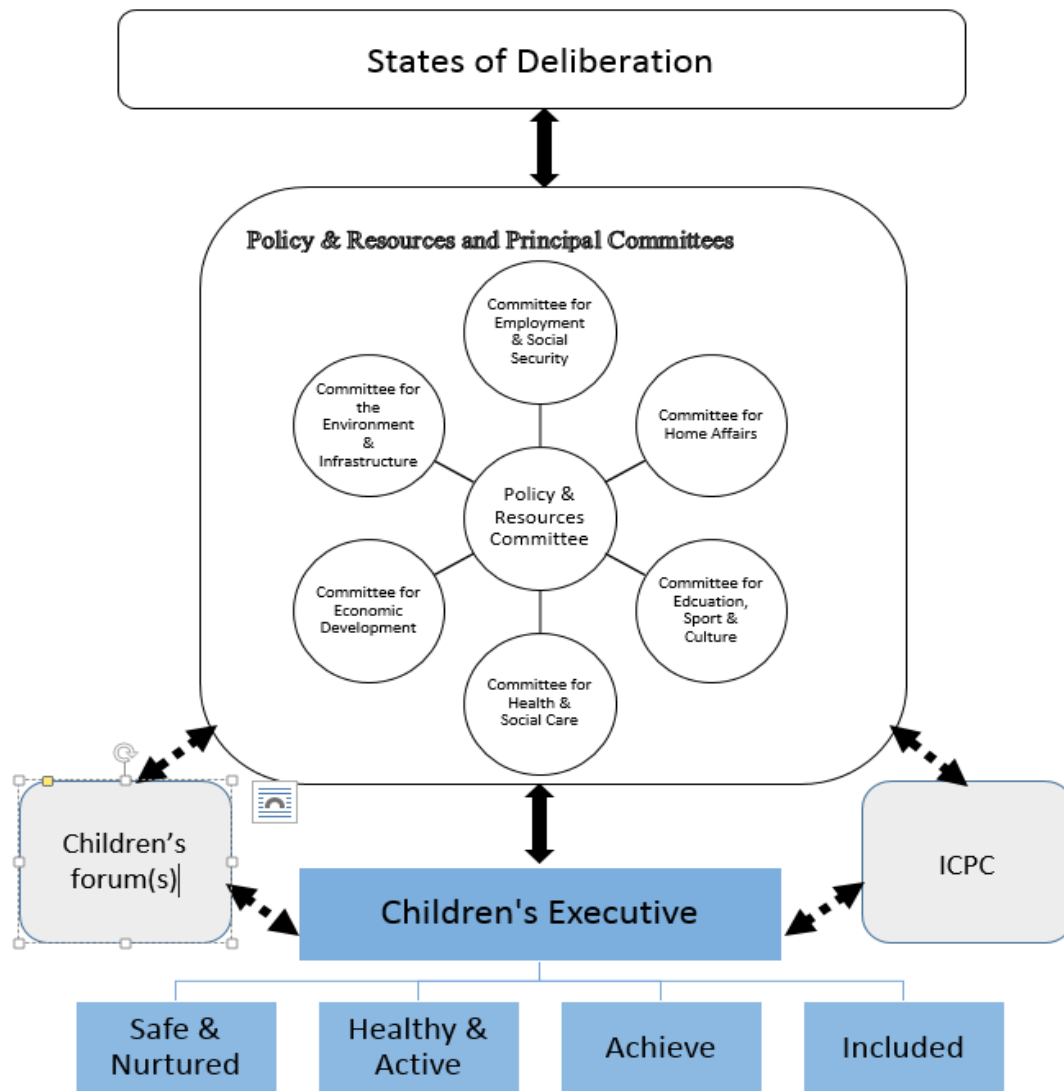 States of Deliberation
Policy & Resources and Principal Committees
Committee for
Employment
& Social
Security
Committee for
the
Environment
&
Infrastructure
Committee for
Home Affairs
Policy &
Resources
Committee
Committee for
Economic
Development
Committee for
Edcuation,
Sport &
Culture
Committee for
Health &
Social Care
Children’s
forum(s)
ICPC
Children's Executive
Safe &
Nurtured
Healthy &
Active
Achieve
Included